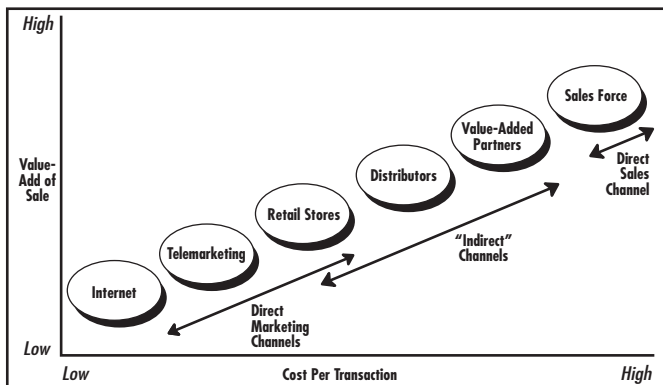 High
Sales Force
Value-Added
Partners
Value-
Add of
Sale
Distributors
Direct
Sales
Channel
Retail Stores
"Indirect"
Channels
Telemarketing
Internet
Direct
Marketing
Channels
Low
Low
Cost Per Transaction
High